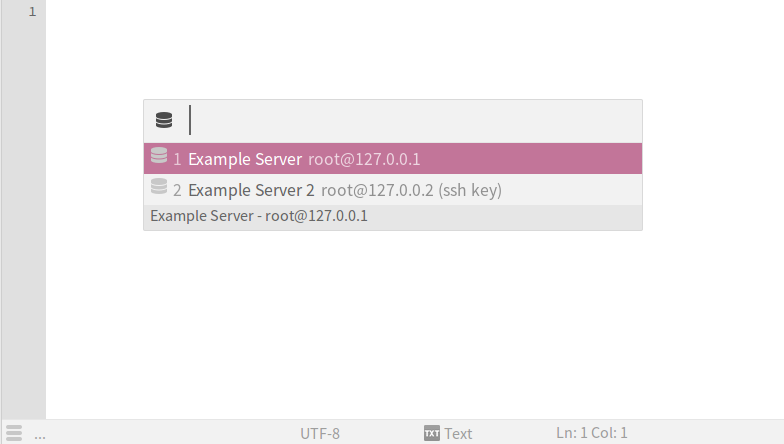 1
1 Example Server root@127.0.0.1
2 Example Server 2 root@127.0.0.2 (ssh key)
Example Server - root@127.0.0.1
... UTF-8 TXT Text Ln: 1 Col: 1